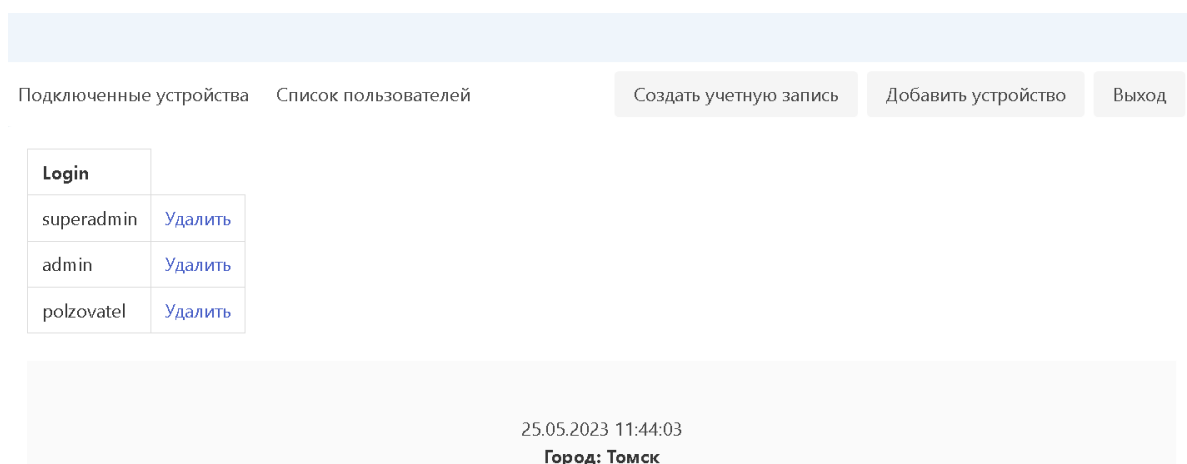 Подключенные устройства Список пользователей Создать учетную запись Добавить устройство Выход
Login
superadmin Удалить
admin Удалить
polzovatel Удалить
25.05.2023 11:44:03
Город: Томск